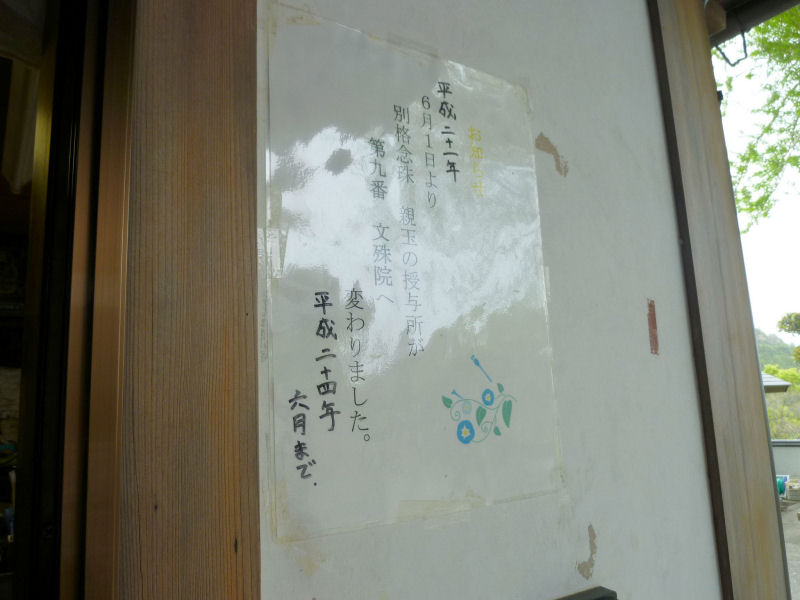 お知らせ
平成二十一年
6月1日より
別格念珠 親玉の授与所が
第九番 文殊院へ
変わりました。
平成二十四年
六月まで.